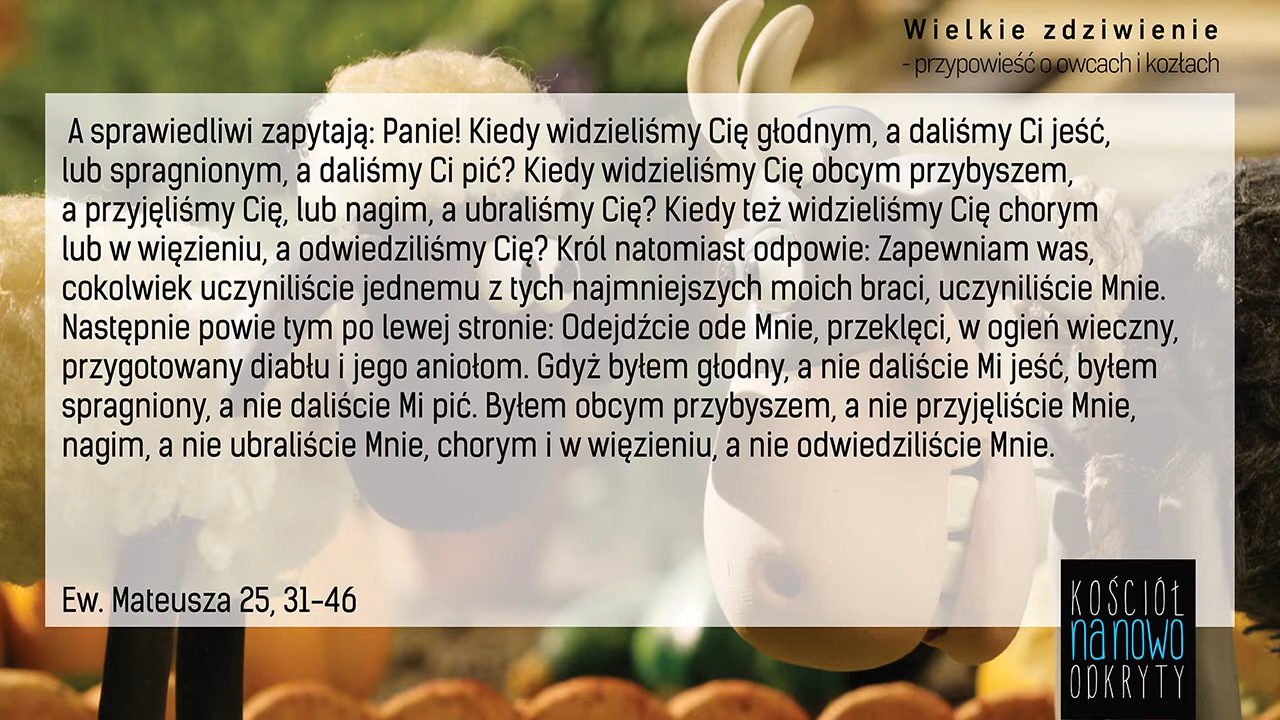 Wielkie zdziwienie
- przypowieść o owcach i kozłach
A sprawiedliwi zapytają: Panie! Kiedy widzieliśmy Cię głodnym, a daliśmy Ci jeść,
lub spragnionym, a daliśmy Ci pić? Kiedy widzieliśmy Cię obcym przybyszem,
a przyjęliśmy Cię, lub nagim, a ubraliśmy Cię? Kiedy też widzieliśmy Cię chorym
lub w więzieniu, a odwiedziliśmy Cię? Król natomiast odpowie: Zapewniam was,
cokolwiek uczyniliście jednemu z tych najmniejszych moich braci, uczyniliście Mnie.
Następnie powie tym po lewej stronie: Odejdźcie ode Mnie, przeklęci, w ogień wieczny,
przygotowany diabłu i jego aniołom. Gdyż byłem głodny, a nie daliście Mi jeść, byłem
spragniony, a nie daliście Mi pić. Byłem obcym przybyszem, a nie przyjęliście Mnie,
nagim, a nie ubraliście Mnie, chorym i w więzieniu, a nie odwiedziliście Mnie.
Ew. Mateusza 25, 31-46
KOŚCIÓŁ
na nowo
ODKRYTY